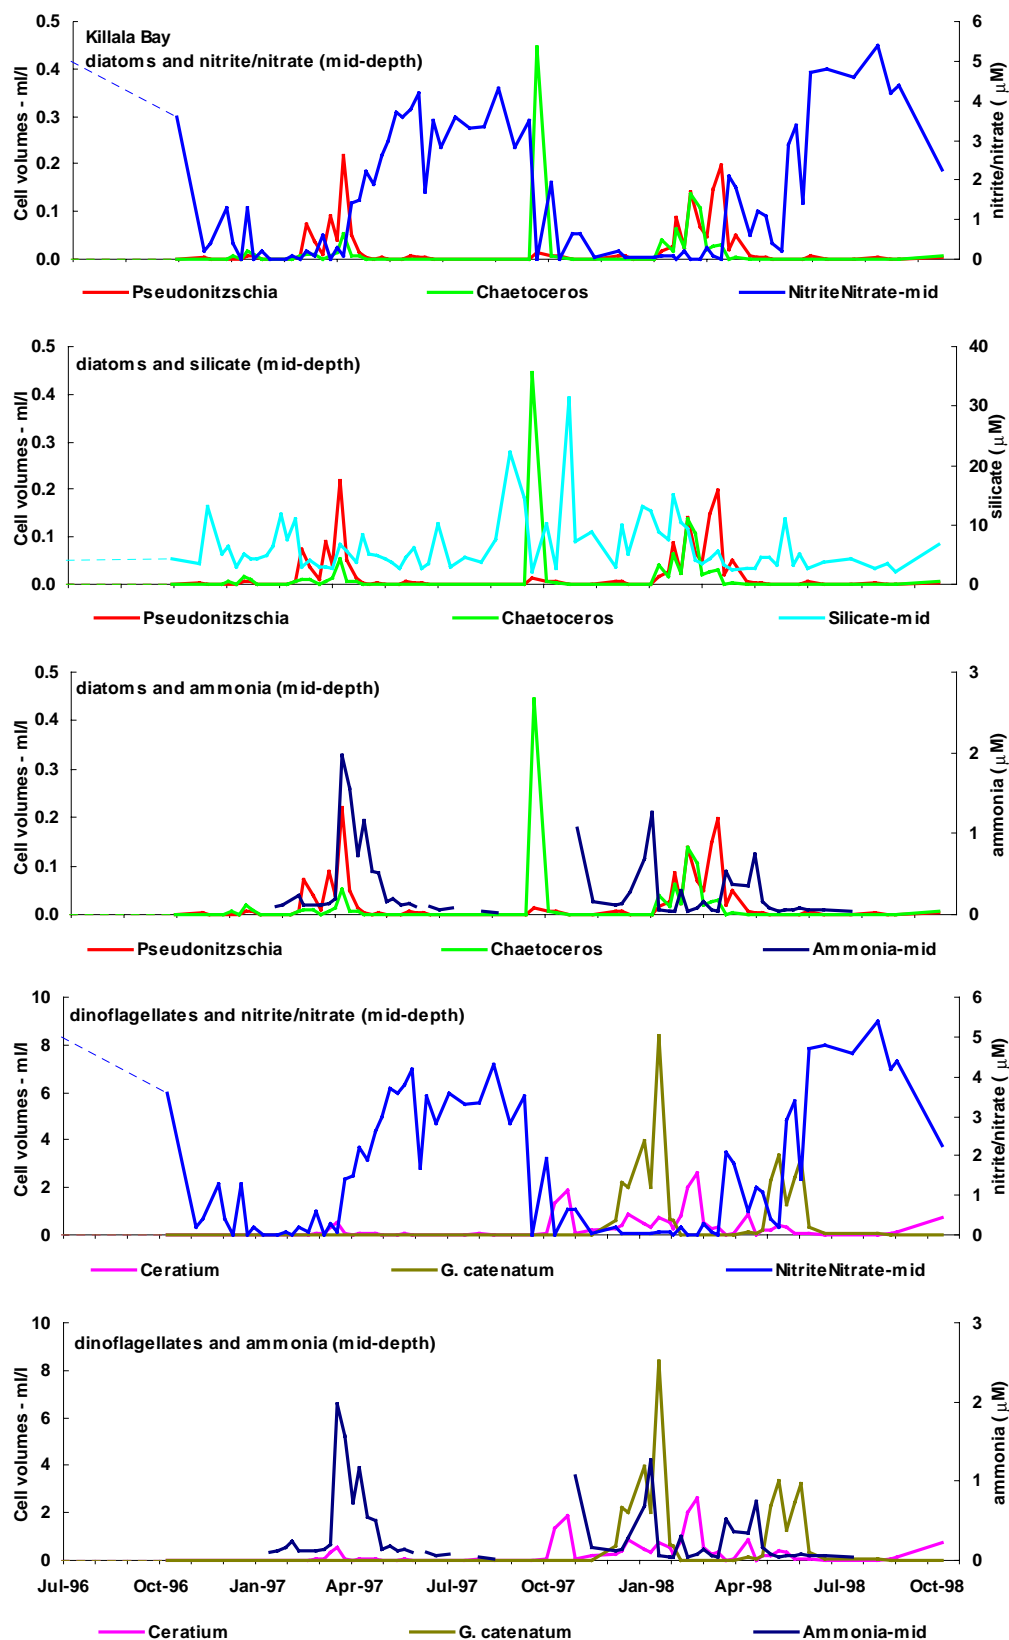 Killala Bay
diatoms and nitrite/nitrate (mid-depth)
Cell volumes - ml/l
0.5
0.4
0.3
0.2
0.1
0.0
6
5
4
3
2
1
0
nitrite/nitrate ( μM)
Pseudonitzschia Chaetoceros NitriteNitrate-mid
diatoms and silicate (mid-depth)
Cell volumes - ml/l
0.5
0.4
0.3
0.2
0.1
0.0
40
30
20
10
0
silicate ( μM)
Pseudonitzschia Chaetoceros Silicate-mid
diatoms and ammonia (mid-depth)
Cell volumes - ml/l
0.5
0.4
0.3
0.2
0.1
0.0
3
2
1
0
ammonia ( μM)
Pseudonitzschia Chaetoceros Ammonia-mid
dinoflagellates and nitrite/nitrate (mid-depth)
Cell volumes - ml/l
10
8
6
4
2
0
6
5
4
3
2
1
0
nitrite/nitrate ( μM)
Ceratium G. catenatum NitriteNitrate-mid
dinoflagellates and ammonia (mid-depth)
Cell volumes - ml/l
10
8
6
4
2
0
3
2
1
0
ammonia ( μM)
Jul-96 Oct-96 Jan-97 Apr-97 Jul-97 Oct-97 Jan-98 Apr-98 Jul-98 Oct-98
Ceratium G. catenatum Ammonia-mid